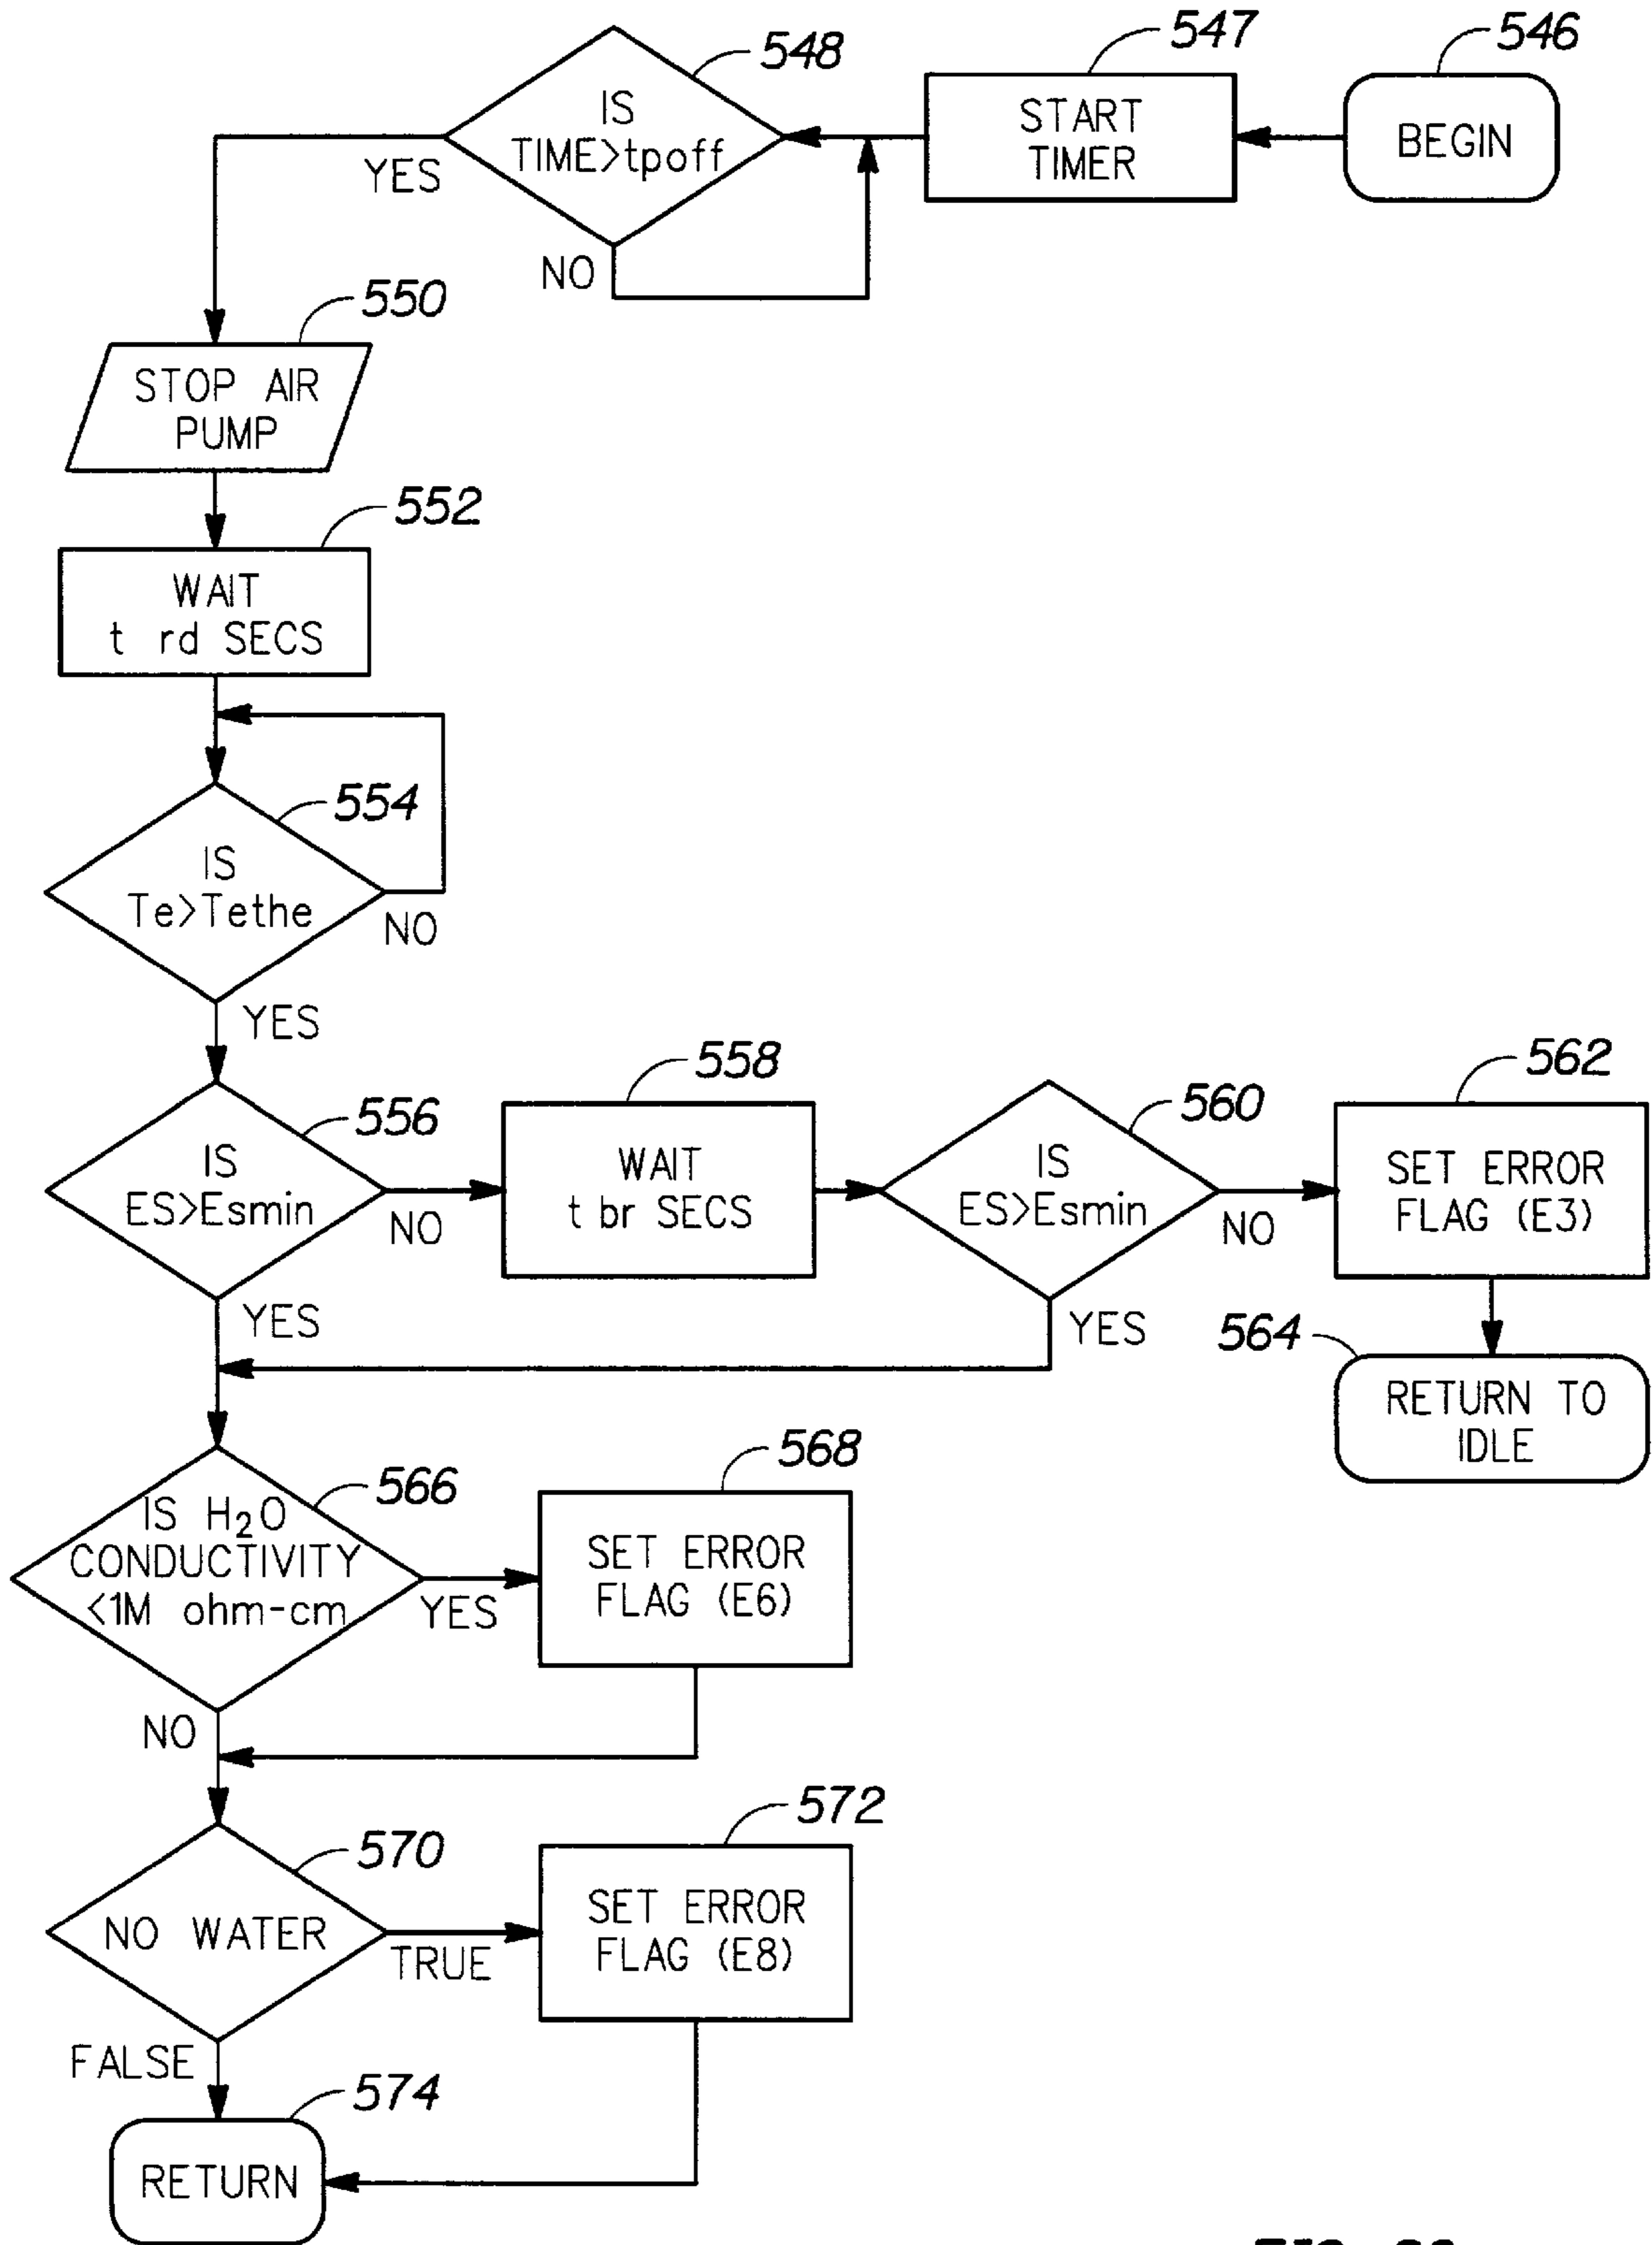 546
BEGIN
547
START
TIMER
548
IS
TIME>tpoff
YES
NO
550
STOP AIR
PUMP
552
WAIT
t rd SECS
554
IS
Te>Tethe
NO
YES
556
IS
ES>Esmin
NO
YES
558
WAIT
t br SECS
560
IS
ES>Esmin
NO
YES
562
SET ERROR
FLAG (E3)
564
RETURN TO
IDLE
566
IS H₂O
CONDUCTIVITY
<1M ohm-cm
YES
NO
568
SET ERROR
FLAG (E6)
570
NO WATER
TRUE
FALSE
572
SET ERROR
FLAG (E8)
574
RETURN